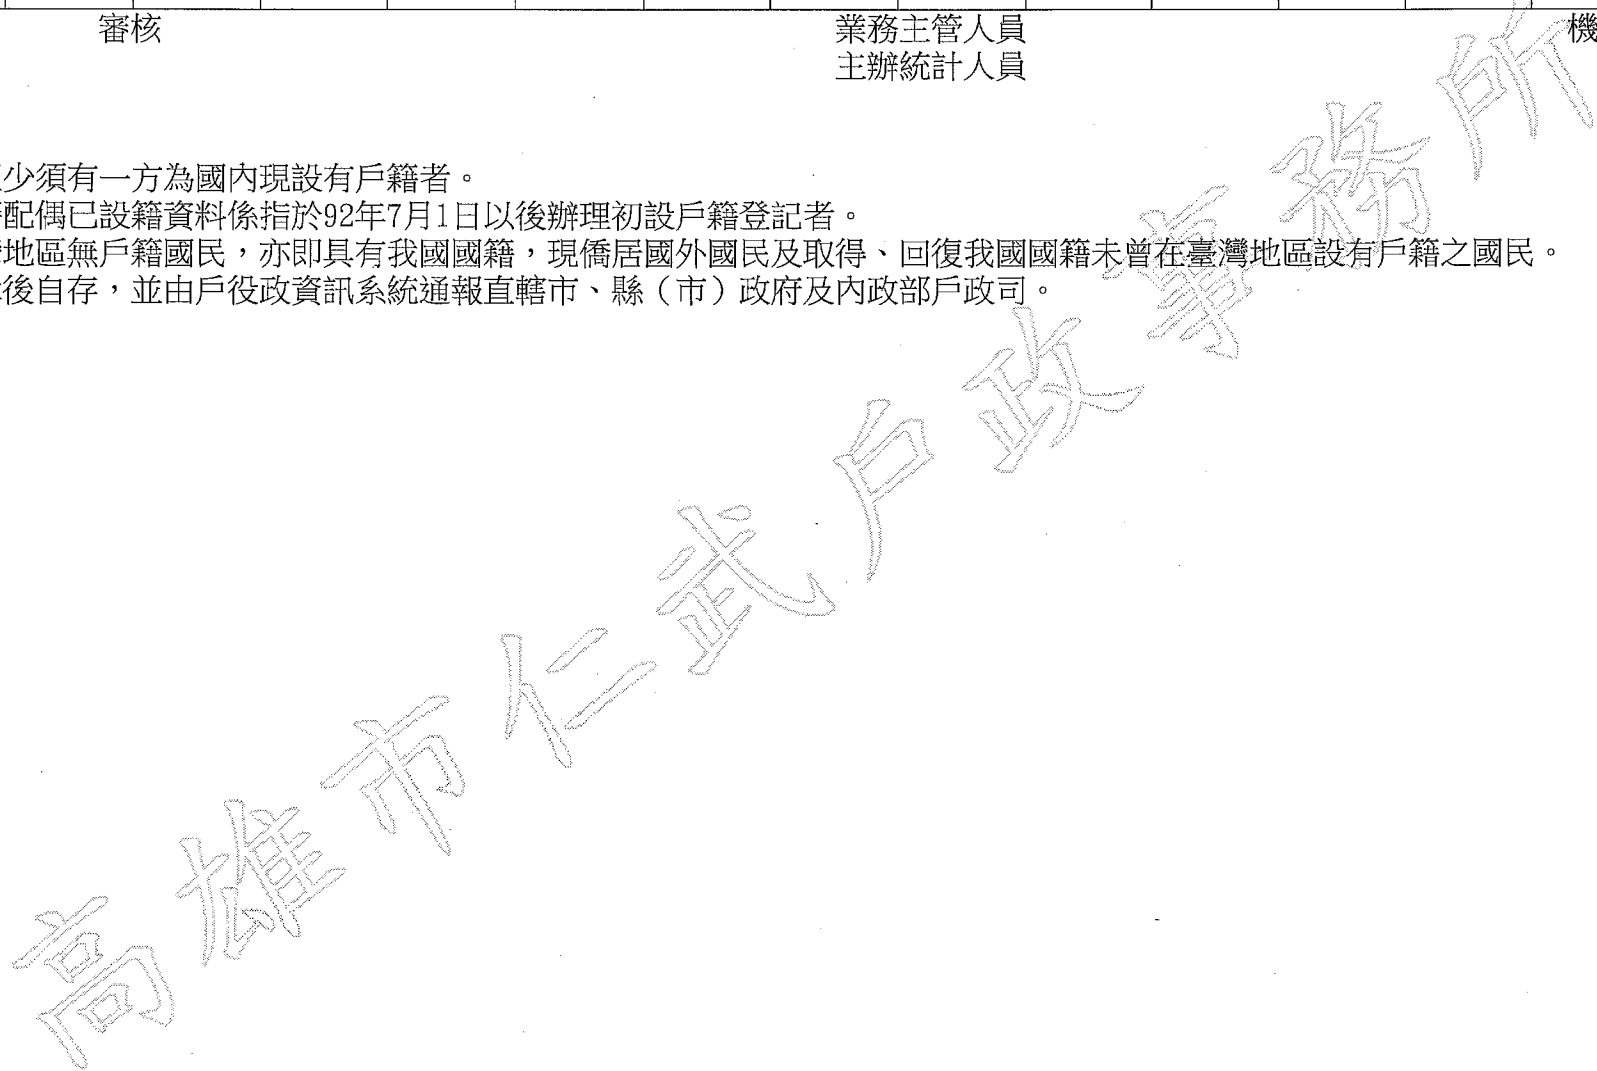 審核 業務主管人員 機
主辦統計人員
少須有一方為國內現設有戶籍者。
配偶已設籍資料係指於92年7月1日以後辦理初設戶籍登記者。
地區無戶籍國民，亦即具有我國國籍，現僑居國外國民及取得、回復我國國籍未曾在臺灣地區設有戶籍之國民。
後自存，並由戶役政資訊系統通報直轄市、縣（市）政府及內政部戶政司。
高雄市仁武戶政事務所